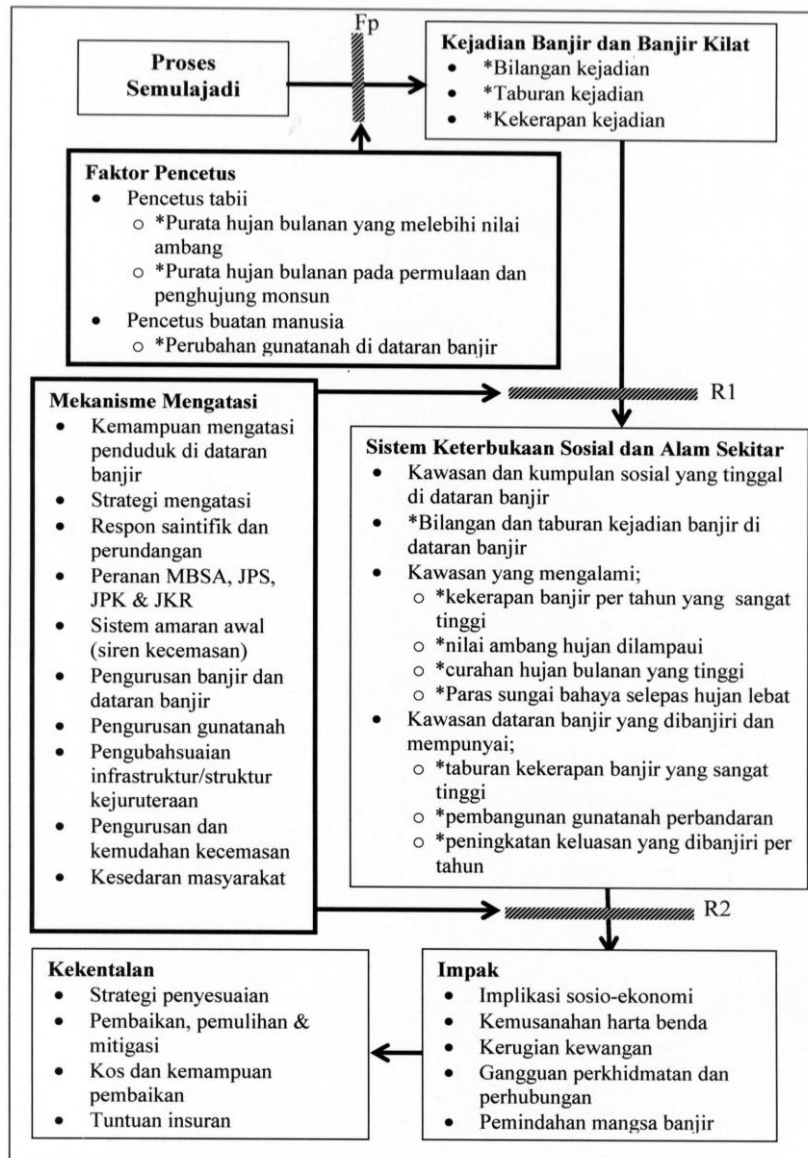 Fp
Proses
Semulajadi
Kejadian Banjir dan Banjir Kilat
• *Bilangan kejadian
• *Taburan kejadian
• *Kekerapan kejadian
Faktor Pencetus
• Pencetus tabii
o *Purata hujan bulanan yang melebihi nilai
ambang
o *Purata hujan bulanan pada permulaan dan
penghujung monsun
• Pencetus buatan manusia
o *Perubahan gunatanah di dataran banjir
R1
Mekanisme Mengatasi
• Kemampuan mengatasi
penduduk di dataran
banjir
• Strategi mengatasi
• Respon saintifik dan
perundangan
• Peranan MBSA, JPS,
JPK & JKR
• Sistem amaran awal
(siren kecemasan)
• Pengurusan banjir dan
dataran banjir
• Pengurusan gunatanah
• Pengubahsuaian
infrastruktur/struktur
kejuruteraan
• Pengurusan dan
kemudahan kecemasan
• Kesedaran masyarakat
Sistem Keterbukaan Sosial dan Alam Sekitar
• Kawasan dan kumpulan sosial yang tinggal
di dataran banjir
• *Bilangan dan taburan kejadian banjir di
dataran banjir
• Kawasan yang mengalami;
o *kekerapan banjir per tahun yang sangat
tinggi
o *nilai ambang hujan dilampaui
o *curahan hujan bulanan yang tinggi
o *Paras sungai bahaya selepas hujan lebat
• Kawasan dataran banjir yang dibanjiri dan
mempunyai;
o *taburan kekerapan banjir yang sangat
tinggi
o *pembangunan gunatanah perbandaran
o *peningkatan keluasan yang dibanjiri per
tahun
R2
Kekentalan
• Strategi penyesuaian
• Pembaikan, pemulihan &
mitigasi
• Kos dan kemampuan
pembaikan
• Tuntuan insuran
Impak
• Implikasi sosio-ekonomi
• Kemusanahan harta benda
• Kerugian kewangan
• Gangguan perkhidmatan dan
perhubungan
• Pemindahan mangsa banjir